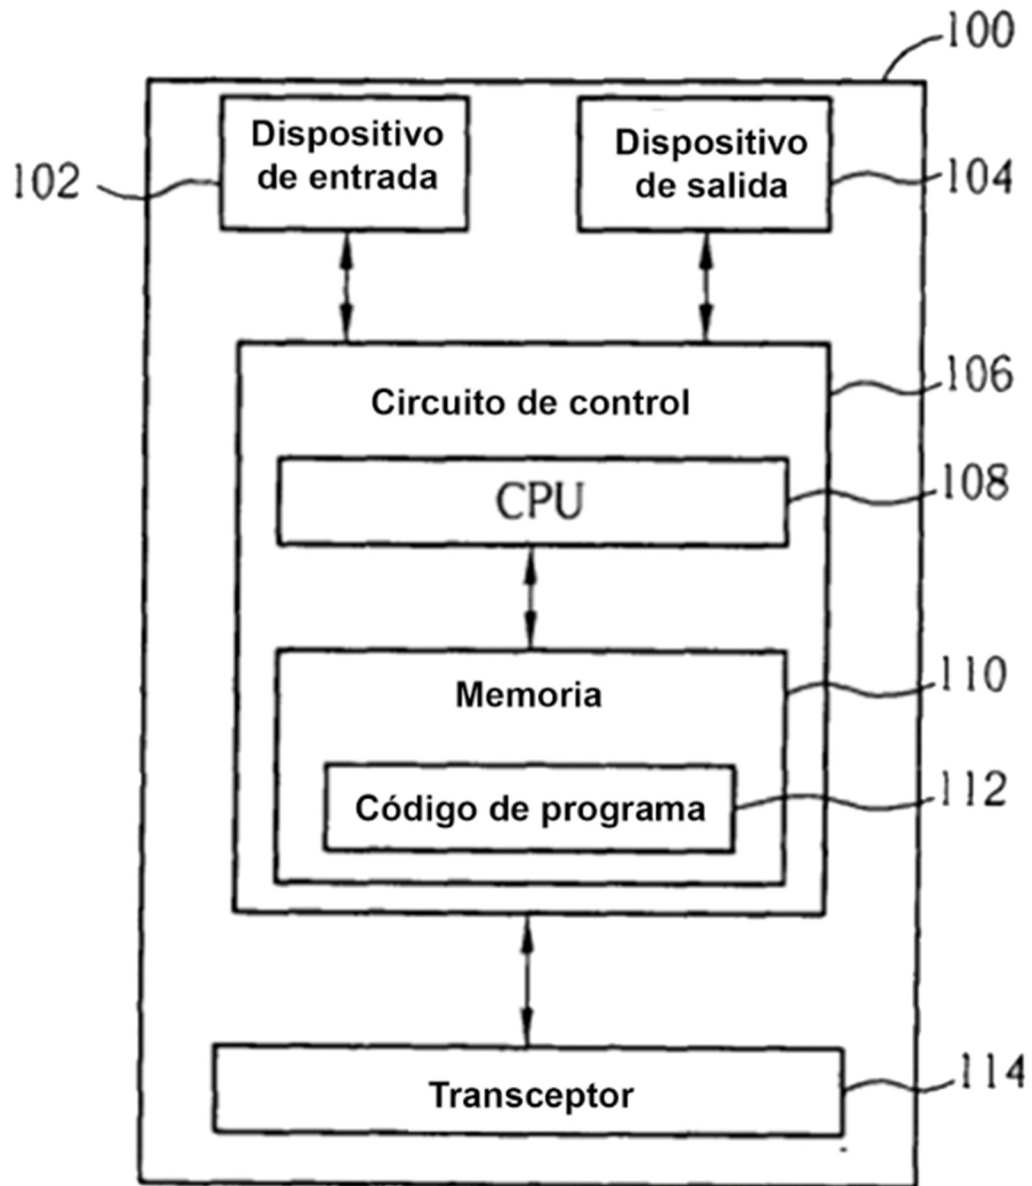 100
Dispositivo
de entrada
102
Dispositivo
de salida
104
Circuito de control
106
CPU
108
Memoria
110
Código de programa
112
Transceptor
114